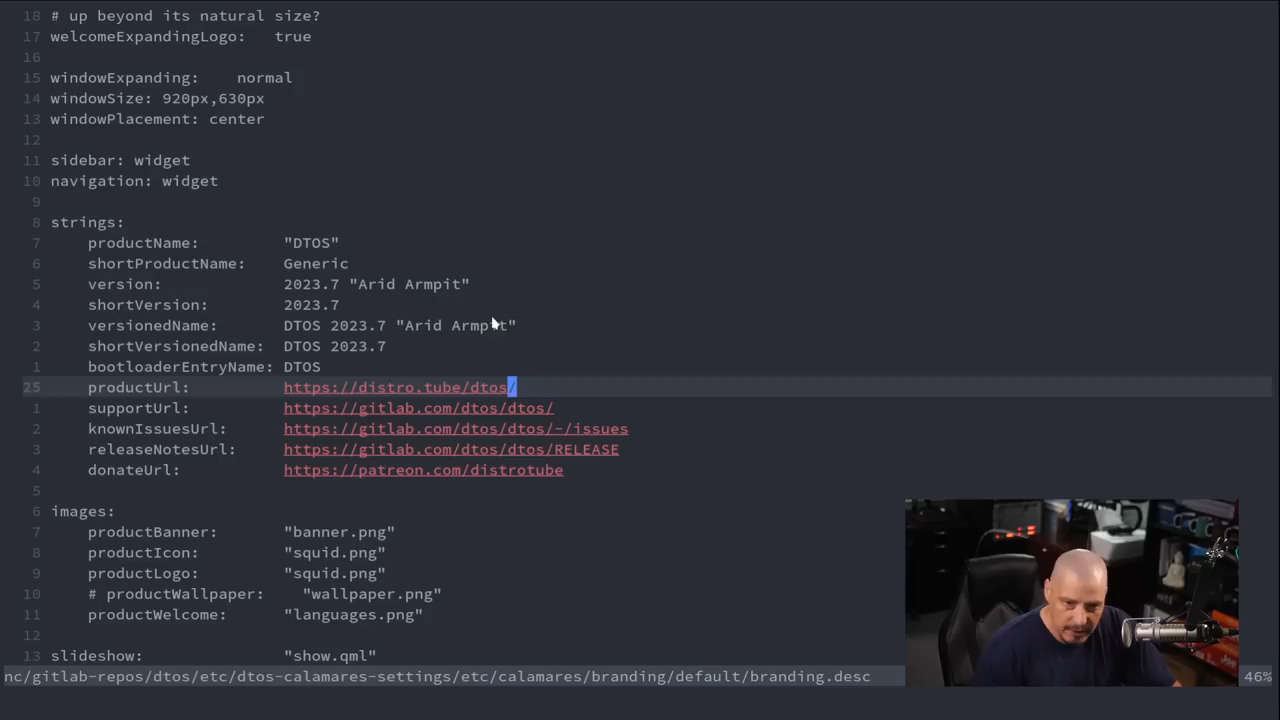 18 # up beyond its natural size?
17 welcomeExpandingLogo: true
16
15 windowExpanding: normal
14 windowSize: 920px,630px
13 windowPlacement: center
12
11 sidebar: widget
10 navigation: widget
9
8 strings:
7 productName: "DTOS"
6 shortProductName: Generic
5 version: 2023.7 "Arid Armpit"
4 shortVersion: 2023.7
3 versionedName: DTOS 2023.7 "Arid Armpit"
2 shortVersionedName: DTOS 2023.7
1 bootloaderEntryName: DTOS
25 productUrl: https://distro.tube/dtos/
1 supportUrl: https://gitlab.com/dtos/dtos/
2 knownIssuesUrl: https://gitlab.com/dtos/dtos/-/issues
3 releaseNotesUrl: https://gitlab.com/dtos/dtos/RELEASE
4 donateUrl: https://patreon.com/distrotube
5
6 images:
7 productBanner: "banner.png"
8 productIcon: "squid.png"
9 productLogo: "squid.png"
10 # productWallpaper: "wallpaper.png"
11 productWelcome: "languages.png"
12
13 slideshow: "show.qml"
nc/gitlab-repos/dtos/etc/dtos-calamares-settings/etc/calamares/branding/default/branding.desc 46%